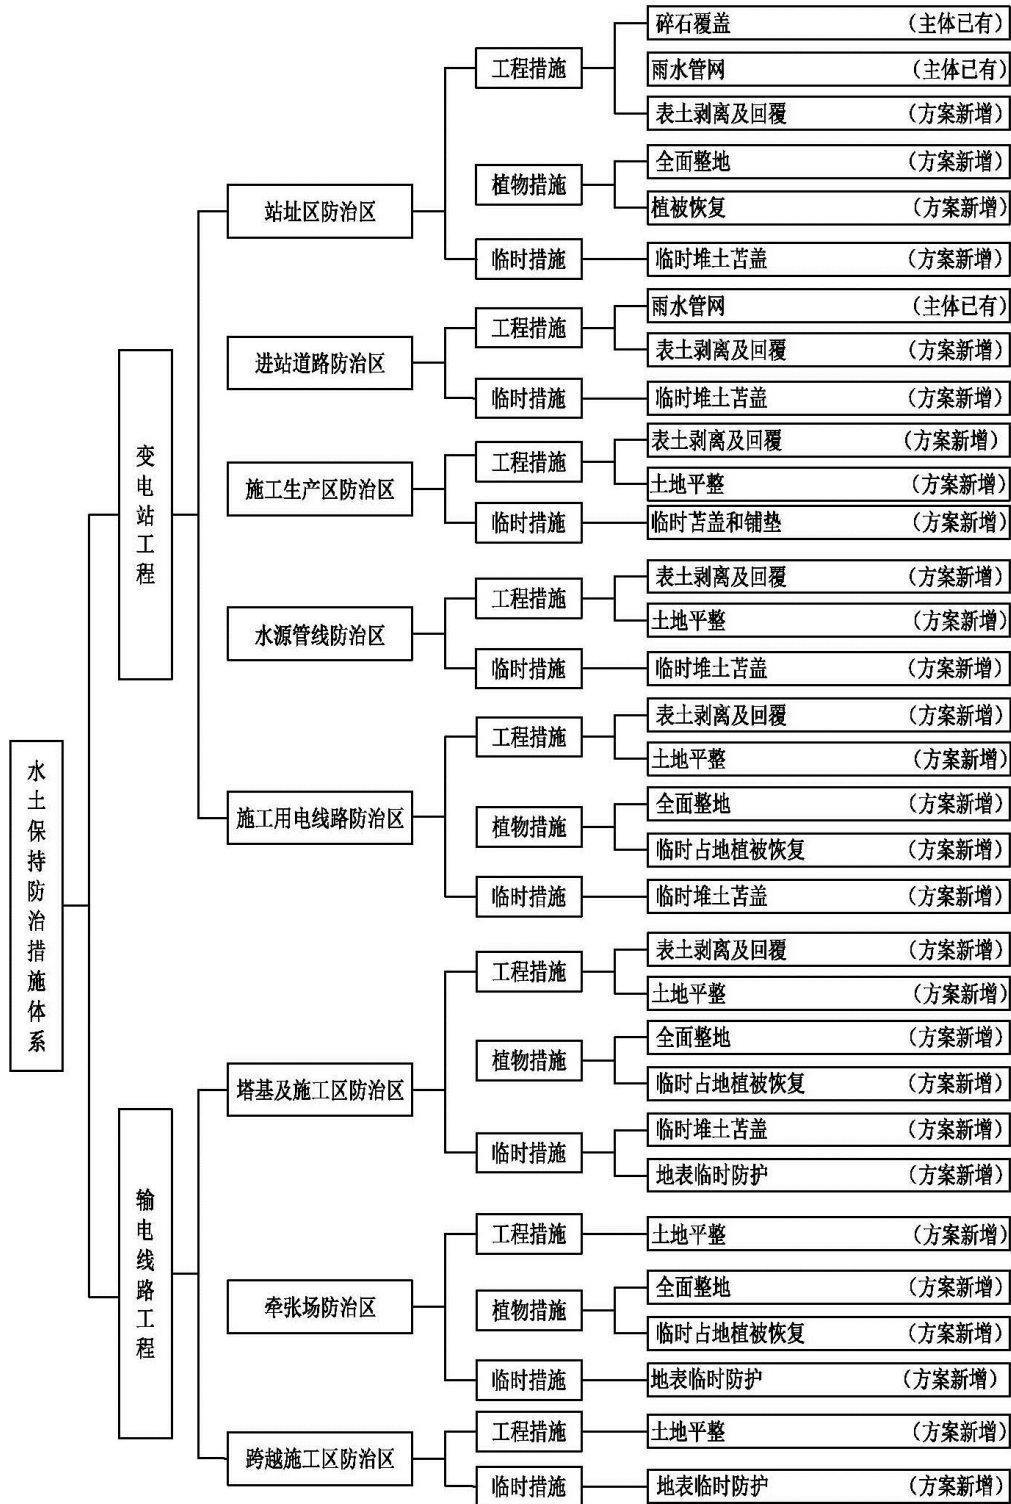 水土保持防治措施体系
变电站工程
站址区防治区
工程措施
碎石覆盖 (主体已有)
雨水管网 (主体已有)
表土剥离及回覆 (方案新增)
植物措施
全面整地 (方案新增)
植被恢复 (方案新增)
临时措施
临时堆土苫盖 (方案新增)
进站道路防治区
工程措施
雨水管网 (主体已有)
表土剥离及回覆 (方案新增)
临时措施
临时堆土苫盖 (方案新增)
施工生产区防治区
工程措施
表土剥离及回覆 (方案新增)
土地平整 (方案新增)
临时措施
临时苫盖和铺垫 (方案新增)
水源管线防治区
工程措施
表土剥离及回覆 (方案新增)
土地平整 (方案新增)
临时措施
临时堆土苫盖 (方案新增)
施工用电线路防治区
工程措施
表土剥离及回覆 (方案新增)
土地平整 (方案新增)
植物措施
全面整地 (方案新增)
临时占地植被恢复 (方案新增)
临时措施
临时堆土苫盖 (方案新增)
输电线路工程
塔基及施工区防治区
工程措施
表土剥离及回覆 (方案新增)
土地平整 (方案新增)
植物措施
全面整地 (方案新增)
临时占地植被恢复 (方案新增)
临时措施
临时堆土苫盖 (方案新增)
地表临时防护 (方案新增)
牵张场防治区
工程措施
土地平整 (方案新增)
植物措施
全面整地 (方案新增)
临时占地植被恢复 (方案新增)
临时措施
地表临时防护 (方案新增)
跨越施工区防治区
工程措施
土地平整 (方案新增)
临时措施
地表临时防护 (方案新增)